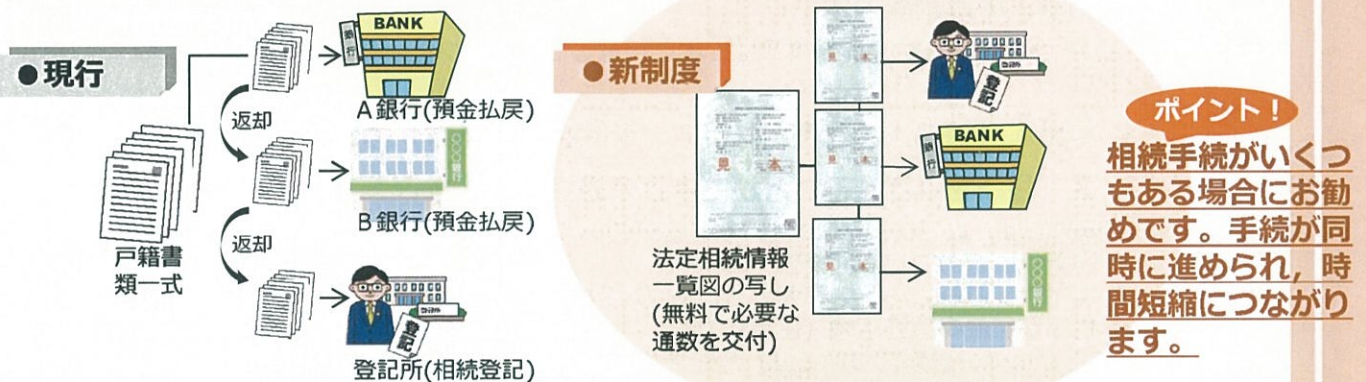 ●現行
BANK
銀行
A銀行(預金払戻)
返却
○○○銀行
B銀行(預金払戻)
返却
戸籍書
類一式
登記
登記所(相続登記)
●新制度
見本
見本
見本
見本
登記
BANK
銀行
○○○銀行
法定相続情報
一覧図の写し
(無料で必要な
通数を交付)
ポイント！
相続手続がいくつ
もある場合にお勧
めです。手続が同
時に進められ，時
間短縮につながり
ます。